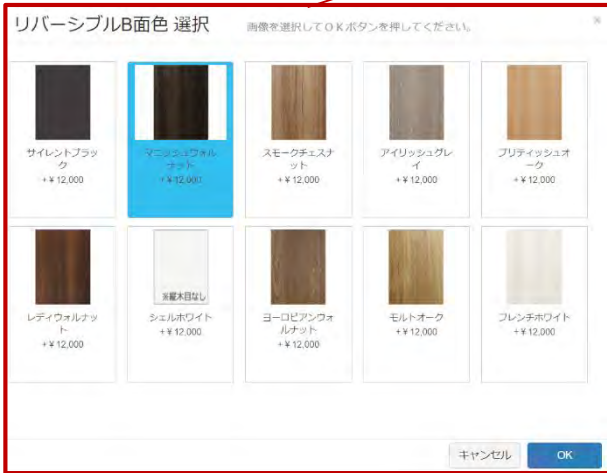 リバーシブルB面色 選択
画像を選択してＯＫボタンを押してください。
×
サイレントブラッ
ク
+¥12,000
マニッシュウォル
ナット
+¥12,000
スモークチェスナ
ット
+¥12,000
アイリッシュグレ
イ
+¥12,000
ブリティッシュオ
ーク
+¥12,000
レディウォルナッ
ト
+¥12,000
※縦木目なし
シェルホワイト
+¥12,000
ヨーロピアンウォ
ルナット
+¥12,000
モルトオーク
+¥12,000
フレンチホワイト
+¥12,000
キャンセル
OK